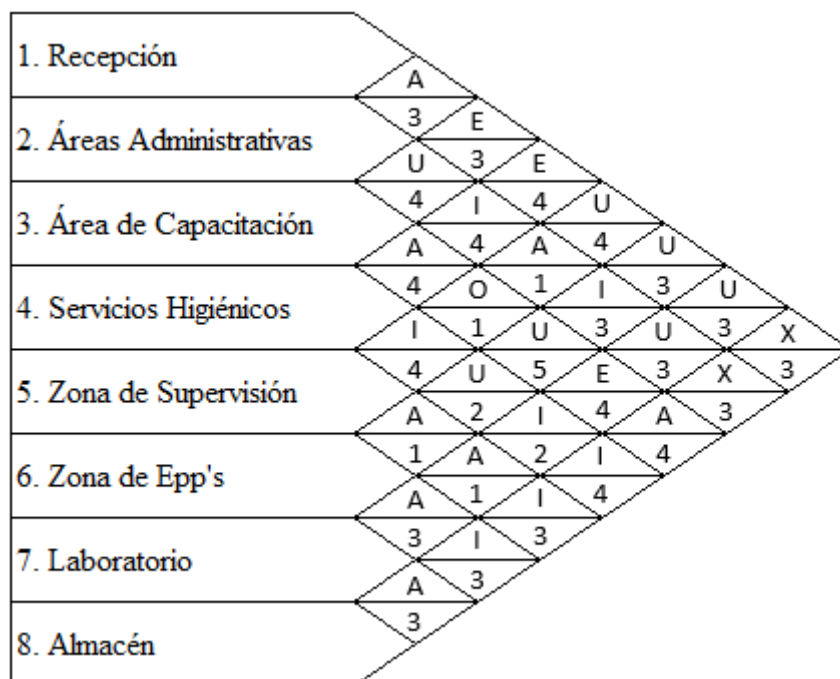 1. Recepción
A
3 E
2. Áreas Administrativas
U 3 E
4 I 4 U
3. Área de Capacitación
A 4 A 4 U
4 O 1 I 3 U
4. Servicios Higiénicos
I 1 U 3 U 3 X
4 U 5 E 3 X 3
5. Zona de Supervisión
A 2 I 4 A 3
1 A 2 I 4
6. Zona de Epp's
A 1 I 4
3 I 3
7. Laboratorio
A 3
3
8. Almacén